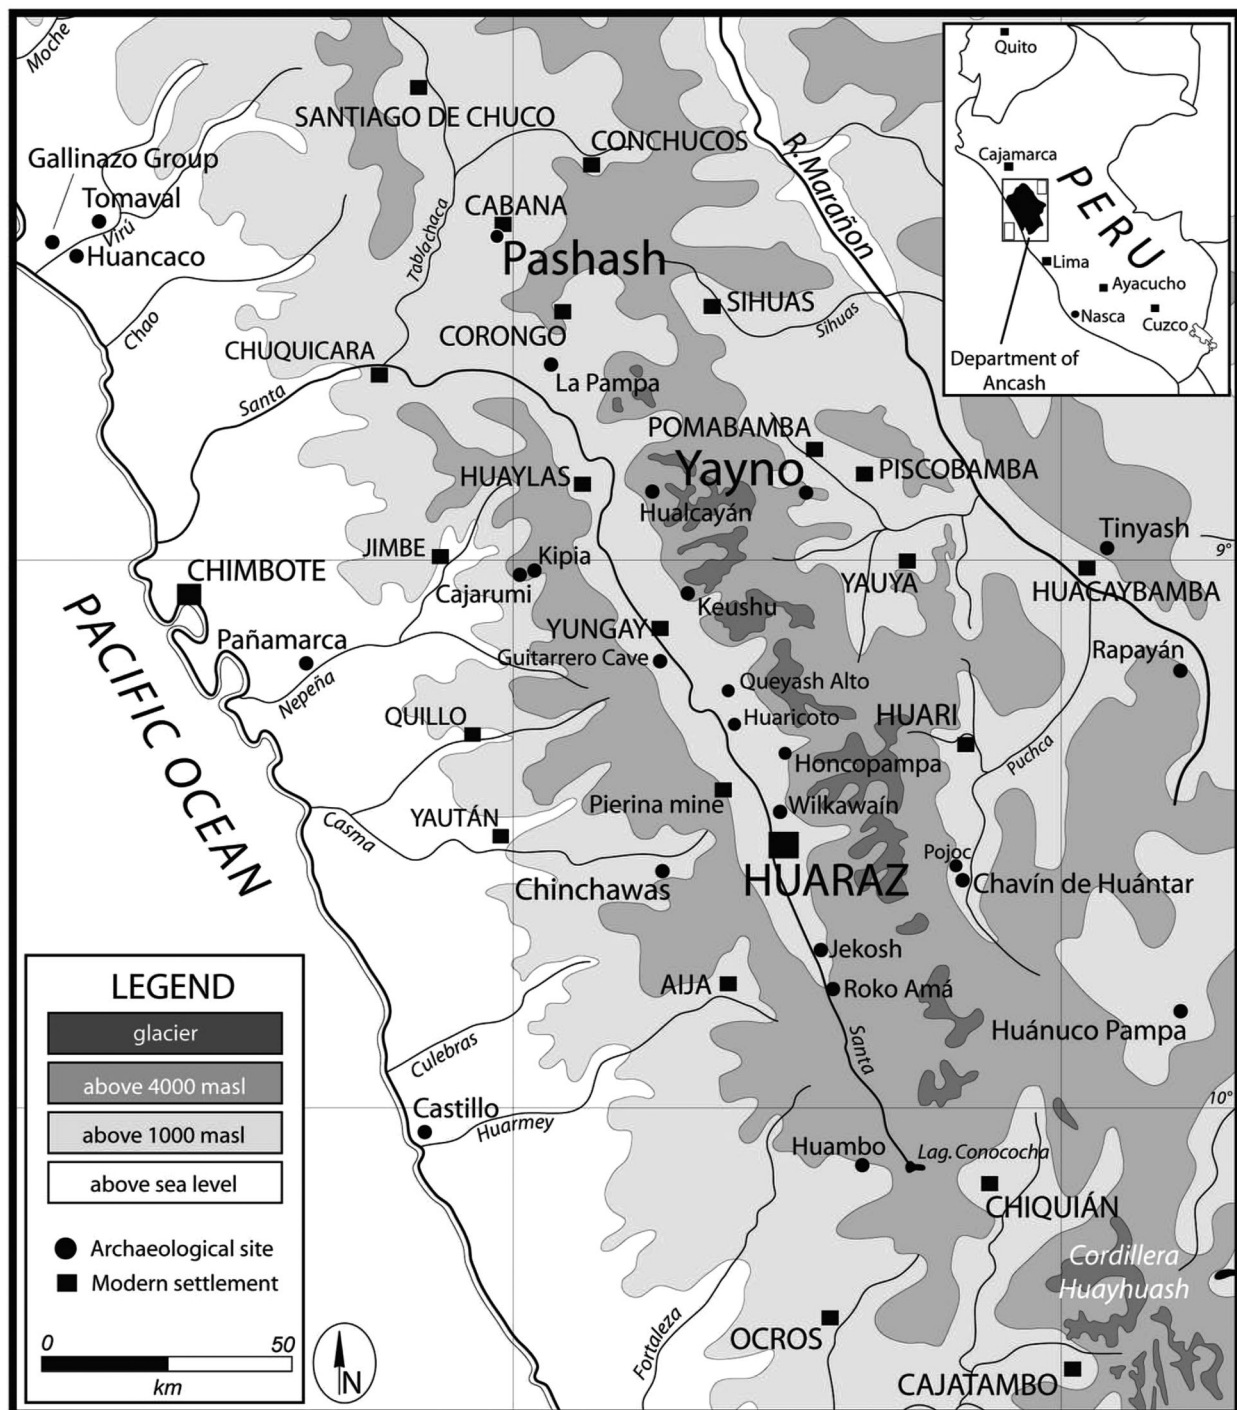 Moche
Quito
SANTIAGO DE CHUCO
CONCHUCOS
R. Marañon
Gallinazo Group
Cajamarca
PERU
Tomaval
Virú
CABANA
Tablachaca
Huancaco
Pashash
Lima
Ayacucho
Nasca
Cuzco
SIHUAS
Sihuas
Chao
CORONGO
CHUQUICARA
Department of
Ancash
La Pampa
Santa
POMABAMBA
Yayno
PISCOBAMBA
HUAYLAS
Hualcayán
Tinyash
9°
JIMBE
Kipia
CHIMBOTE
Cajarumi
YAUYA
HUACAYBAMBA
Keushu
PACIFIC OCEAN
Pañamarca
YUNGAY
Guitarrero Cave
Rapayán
Nepeña
Queyash Alto
QUILLO
Huaricoto
HUARI
Puchca
Honcopampa
Pierina mine
Wilkawaín
Casma
YAUTÁN
Pojoc
Chinchawas
HUARAZ
Chavín de Huántar
Jekosh
LEGEND
AIJA
Roko Amá
glacier
Huánuco Pampa
Culebras
Santa
above 4000 masl
10°
Castillo
above 1000 masl
Huarmey
Huambo
Lag. Conococha
above sea level
CHIQUIÁN
Archaeological site
Cordillera
Huayhuash
Modern settlement
Fortaleza
OCROS
0 50
km
N
CAJATAMBO